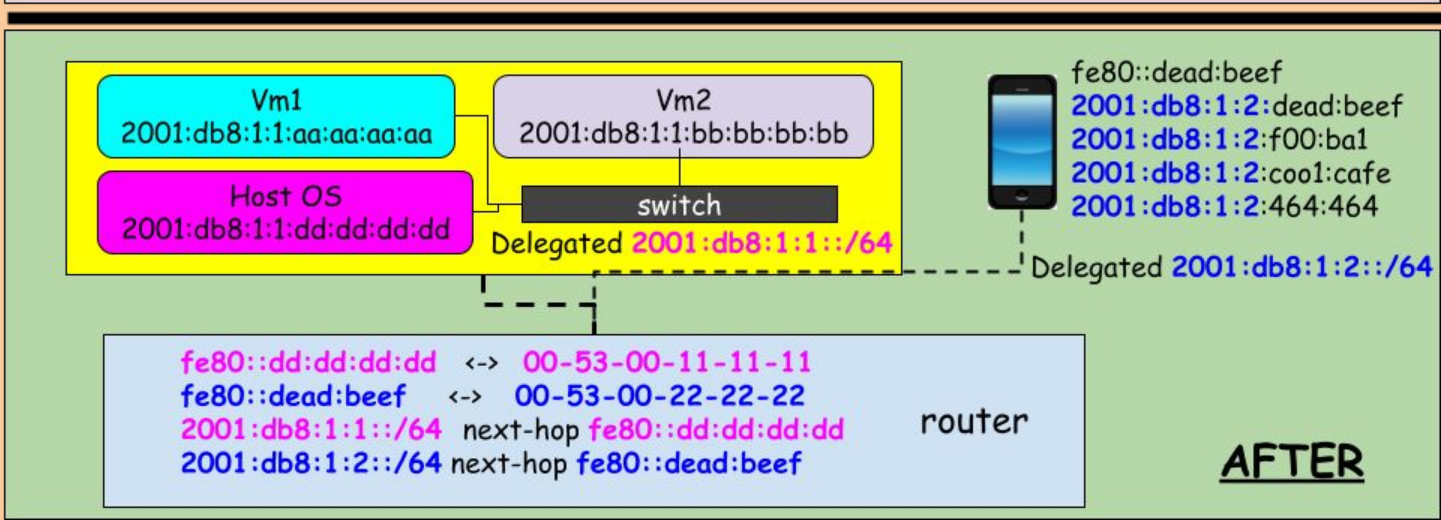 Vm1
2001:db8:1:1:aa:aa:aa:aa
Vm2
2001:db8:1:1:bb:bb:bb:bb
Host OS
2001:db8:1:1:dd:dd:dd:dd
switch
Delegated 2001:db8:1:1::/64
fe80::dead:beef
2001:db8:1:2:dead:beef
2001:db8:1:2:f00:ba1
2001:db8:1:2:coo1:cafe
2001:db8:1:2:464:464
Delegated 2001:db8:1:2::/64
fe80::dd:dd:dd:dd <-> 00-53-00-11-11-11
fe80::dead:beef <-> 00-53-00-22-22-22
2001:db8:1:1::/64 next-hop fe80::dd:dd:dd:dd
2001:db8:1:2::/64 next-hop fe80::dead:beef
router
AFTER